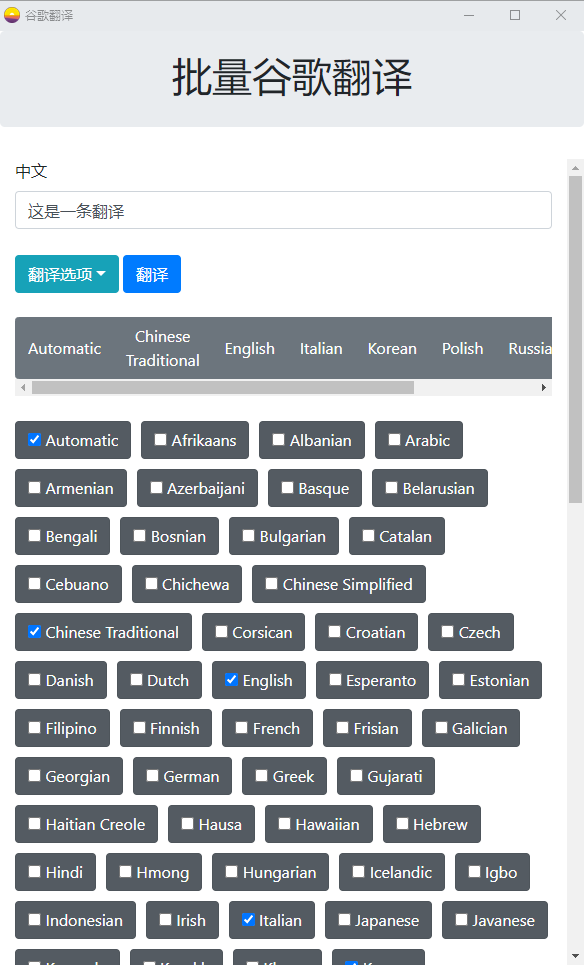 谷歌翻译
批量谷歌翻译
中文
这是一条翻译
翻译选项 翻译
Automatic Chinese Traditional English Italian Korean Polish Russia
Automatic Afrikaans Albanian Arabic
Armenian Azerbaijani Basque Belarusian
Bengali Bosnian Bulgarian Catalan
Cebuano Chichewa Chinese Simplified
Chinese Traditional Corsican Croatian Czech
Danish Dutch English Esperanto Estonian
Filipino Finnish French Frisian Galician
Georgian German Greek Gujarati
Haitian Creole Hausa Hawaiian Hebrew
Hindi Hmong Hungarian Icelandic Igbo
Indonesian Irish Italian Japanese Javanese